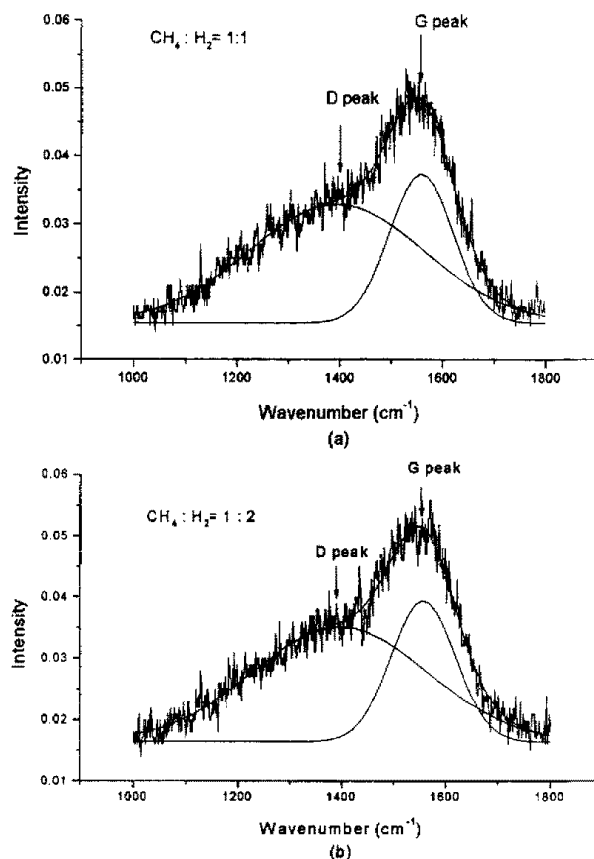 CH₄ : H₂ = 1:1
G peak
D peak
0.06
0.05
0.04
0.03
0.02
0.01
Intensity
1000 1200 1400 1600 1800
Wavenumber (cm⁻¹)
(a)
CH₄ : H₂ = 1 : 2
G peak
D peak
0.06
0.05
0.04
0.03
0.02
0.01
Intensity
1000 1200 1400 1600 1800
Wavenumber (cm⁻¹)
(b)